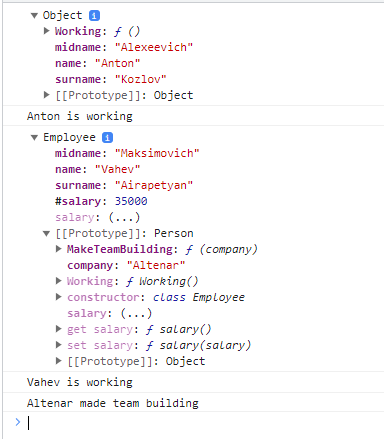 ▼ Object i
▶ Working: ƒ ()
midname: "Alexeevich"
name: "Anton"
surname: "Kozlov"
▶ [[Prototype]]: Object
Anton is working
▼ Employee i
midname: "Maksimovich"
name: "Vahev"
surname: "Airapetyan"
#salary: 35000
salary: (...)
▼ [[Prototype]]: Person
▶ MakeTeamBuilding: ƒ (company)
company: "Altenar"
▶ Working: ƒ Working()
▶ constructor: class Employee
salary: (...)
▶ get salary: ƒ salary()
▶ set salary: ƒ salary(salary)
▶ [[Prototype]]: Object
Vahev is working
Altenar made team building
>